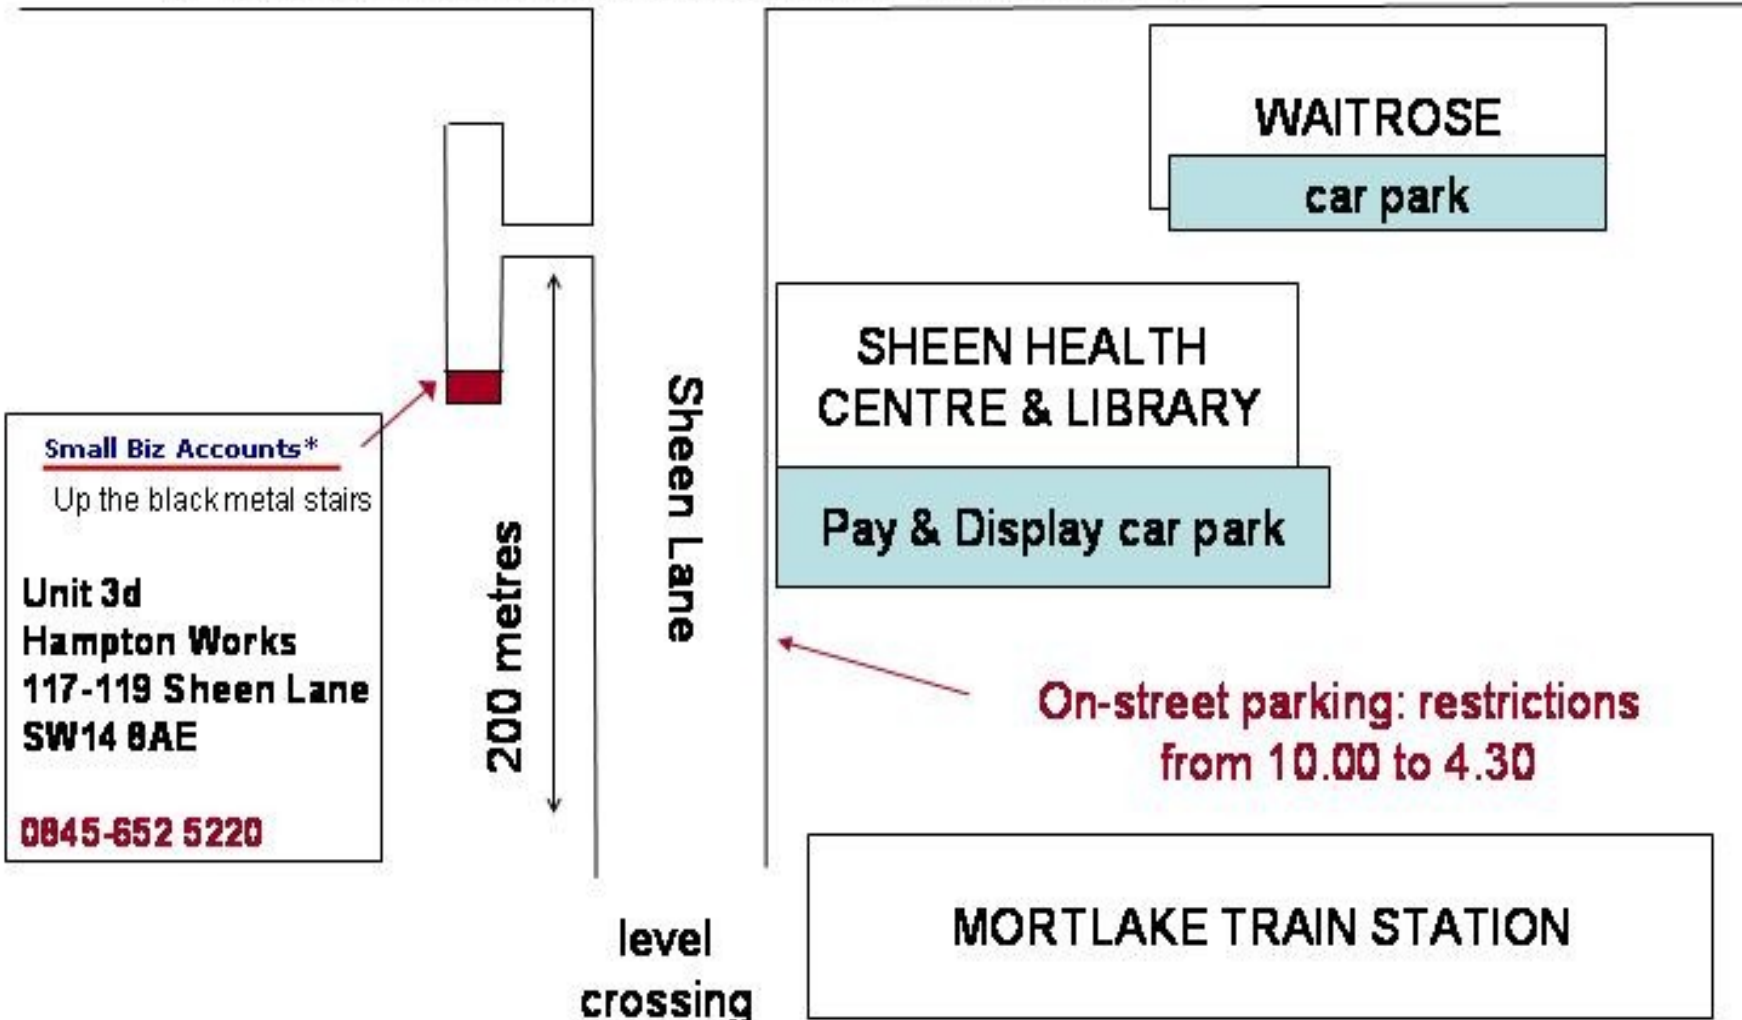 WAITROSE
car park
SHEEN HEALTH
CENTRE & LIBRARY
Pay & Display car park
Sheen Lane
200 metres
Small Biz Accounts*
Up the black metal stairs
Unit 3d
Hampton Works
117-119 Sheen Lane
SW14 8AE
0845-652 5220
On-street parking: restrictions
from 10.00 to 4.30
MORTLAKE TRAIN STATION
level
crossing